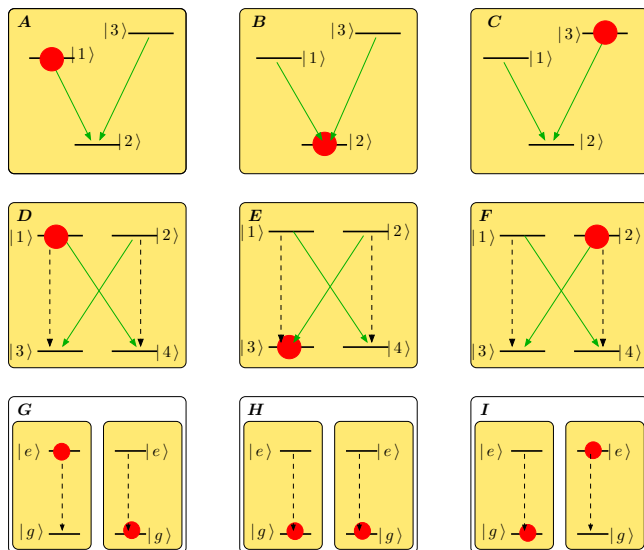 A B C
|3⟩ |3⟩ |3⟩
|1⟩ |1⟩ |1⟩
|2⟩ |2⟩ |2⟩
D E F
|1⟩ |2⟩ |1⟩ |2⟩ |1⟩ |2⟩
|3⟩ |4⟩ |3⟩ |4⟩ |3⟩ |4⟩
G H I
|e⟩ |e⟩ |e⟩ |e⟩ |e⟩ |e⟩
|g⟩ |g⟩ |g⟩ |g⟩ |g⟩ |g⟩